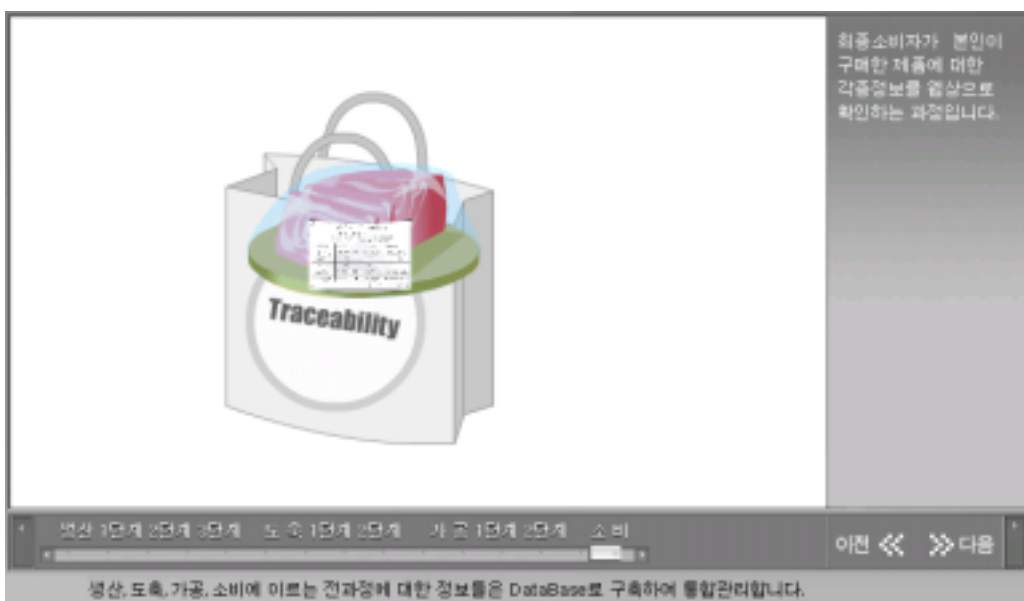 최종소비자가 본인이
구매한 제품에 대한
각종정보를 웹상으로
확인하는 과정입니다.
Traceability
생산 1단계 2단계 3단계 도축 1단계 2단계 가공 1단계 2단계 소비
이전 다음
생산, 도축, 가공, 소비에 이르는 전과정에 대한 정보들은 DataBase로 구축하여 통합관리합니다.